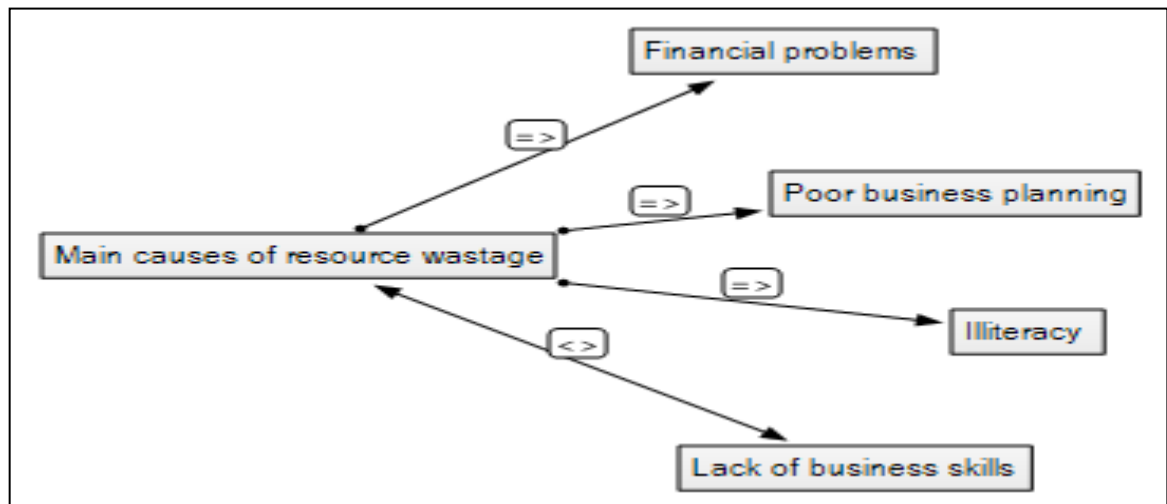 Financial problems
=>
=>
Poor business planning
Main causes of resource wastage
=>
Illiteracy
<>
Lack of business skills